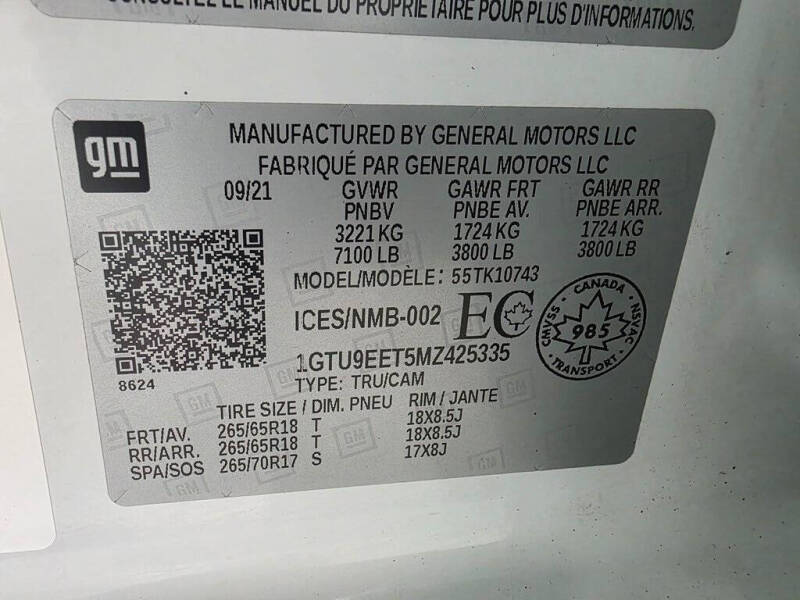 CONSULTEZ LE MANUEL DU PROPRIÉTAIRE POUR PLUS D'INFORMATIONS.
gm
MANUFACTURED BY GENERAL MOTORS LLC
FABRIQUÉ PAR GENERAL MOTORS LLC
09/21 GVWR GAWR FRT GAWR RR
PNBV PNBE AV. PNBE ARR.
3221 KG 1724 KG 1724 KG
7100 LB 3800 LB 3800 LB
MODEL/MODÈLE: 55TK10743
ICES/NMB-002 EC
CANADA
CMVSS 985 NSVAC
TRANSPORT
1GTU9EET5MZ425335
8624
TYPE: TRU/CAM
TIRE SIZE / DIM. PNEU RIM / JANTE
FRT/AV. 265/65R18 T 18X8.5J
RR/ARR. 265/65R18 T 18X8.5J
SPA/SOS 265/70R17 S 17X8J